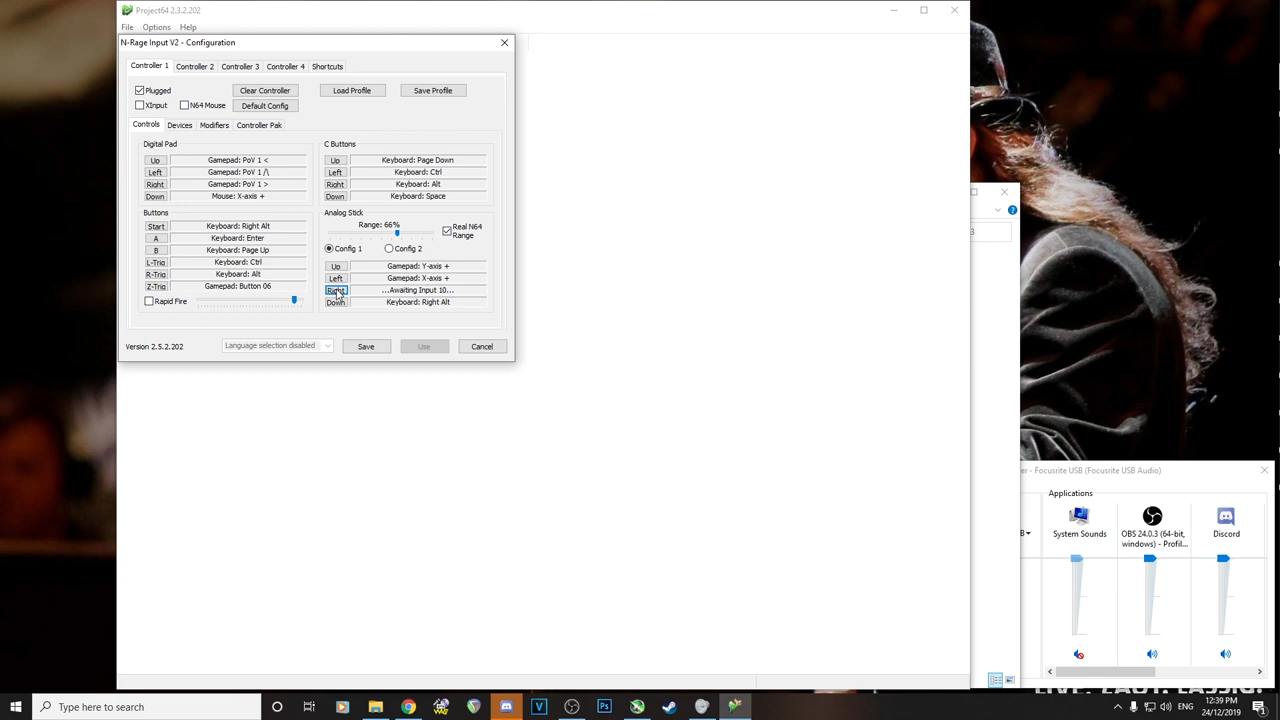 Project64 2.3.2.202
File Options Help
N-Rage Input V2 - Configuration
Controller 1 Controller 2 Controller 3 Controller 4 Shortcuts
Plugged Clear Controller Load Profile Save Profile
XInput N64 Mouse Default Config
Controls Devices Modifiers Controller Pak
Digital Pad
Up Gamepad: PoV 1 <
Left Gamepad: PoV 1 /\
Right Gamepad: PoV 1 >
Down Mouse: X-axis +
C Buttons
Up Keyboard: Page Down
Left Keyboard: Ctrl
Right Keyboard: Alt
Down Keyboard: Space
Buttons
Start Keyboard: Right Alt
A Keyboard: Enter
B Keyboard: Page Up
L-Trig Keyboard: Ctrl
R-Trig Keyboard: Alt
Z-Trig Gamepad: Button 06
Rapid Fire
Analog Stick
Range: 66%
Real N64
Range
Config 1 Config 2
Up Gamepad: Y-axis +
Left Gamepad: X-axis +
Right ...Awaiting Input 10...
Down Keyboard: Right Alt
Version 2.5.2.202 Language selection disabled Save Use Cancel
3
er - Focusrite USB (Focusrite USB Audio)
Applications
B
System Sounds
OBS 24.0.3 (64-bit,
windows) - Profil...
Discord
Type here to search
ENG
12:39 PM
24/12/2019